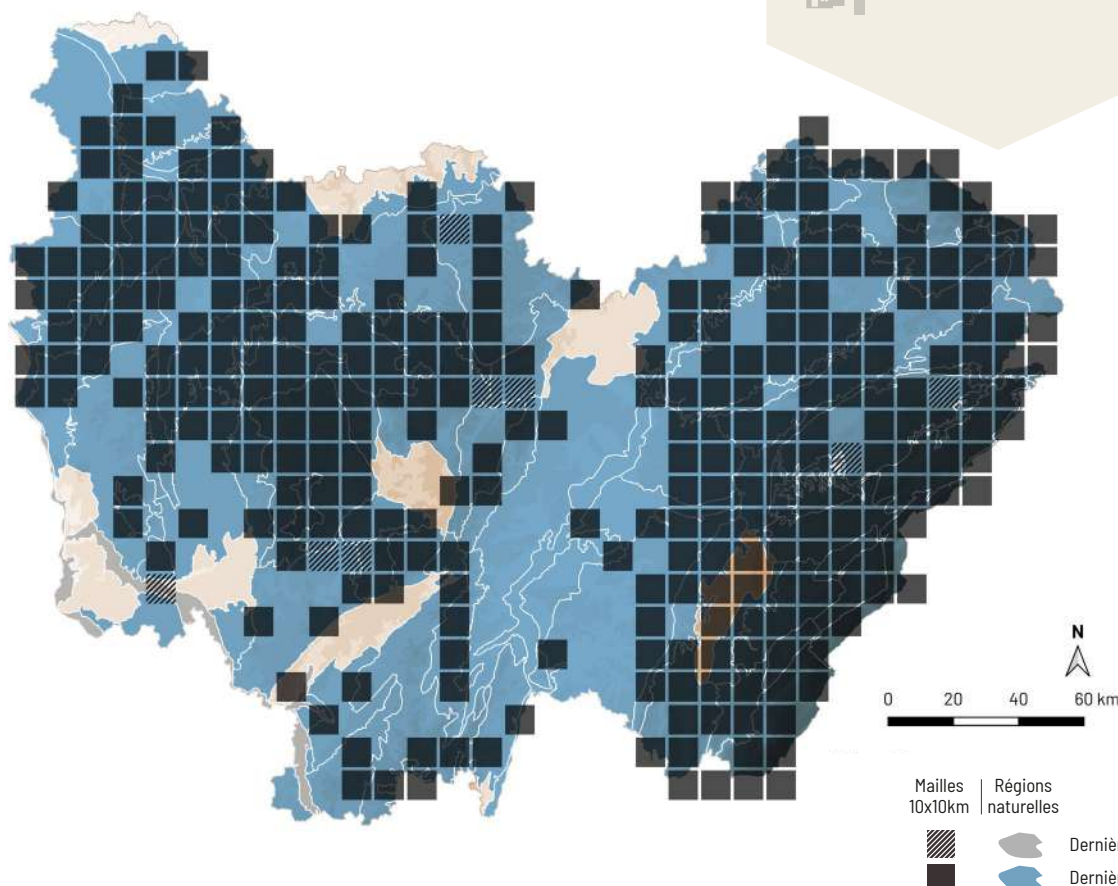 N
0 20 40 60 km
Mailles | Régions
10x10km | naturelles
Derniè
Derniè